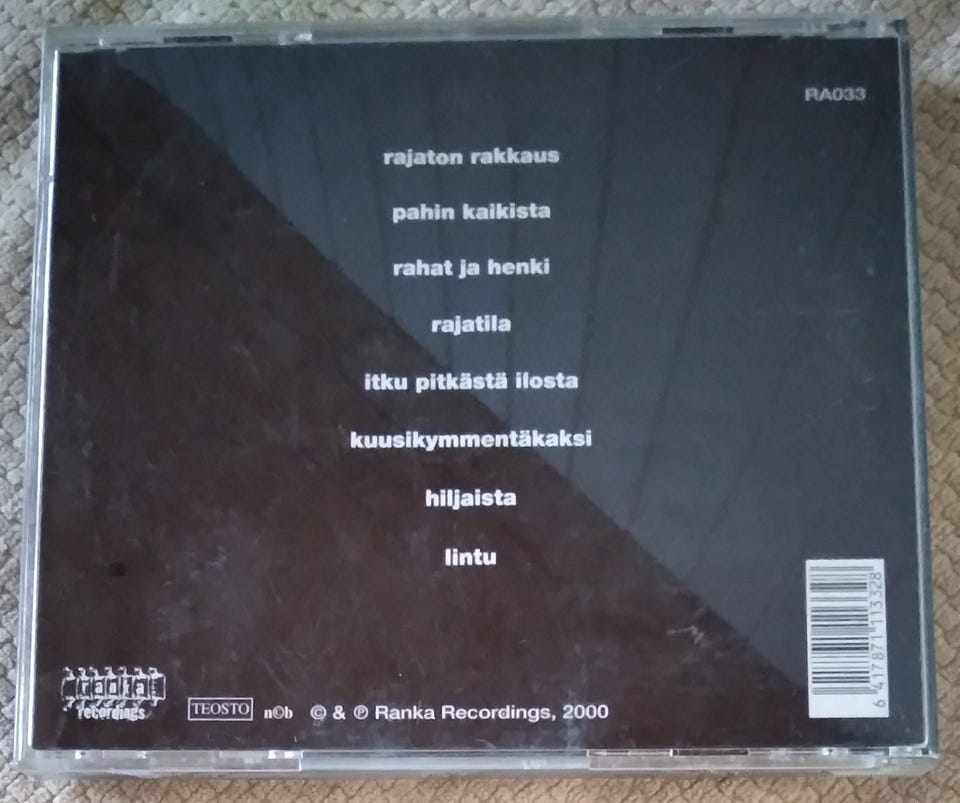 RA033
rajaton rakkaus
pahin kaikista
rahat ja henki
rajatila
itku pitkästä ilosta
kuusikymmentäkaksi
hiljaista
lintu
ranka
recordings
TEOSTO n©b © & ℗ Ranka Recordings, 2000
6 417871 113328